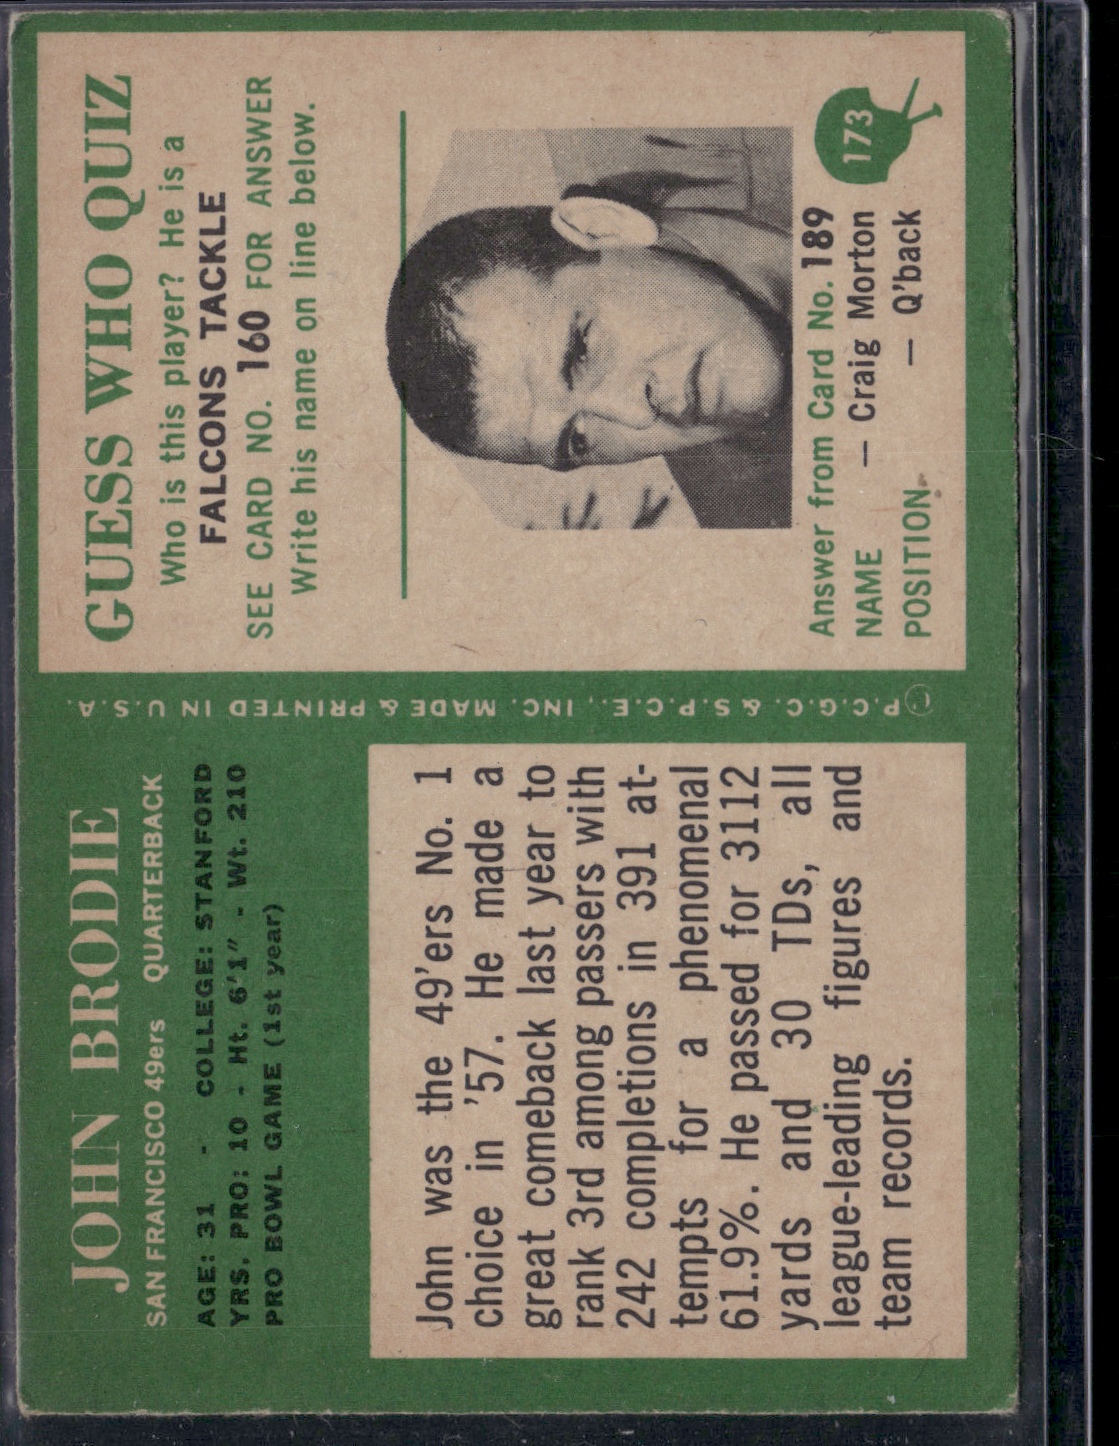 JOHN BRODIE
SAN FRANCISCO 49ers QUARTERBACK
AGE: 31 - COLLEGE: STANFORD
YRS. PRO: 10 - Ht. 6'1" - Wt. 210
PRO BOWL GAME (1st year)
John was the 49'ers No. 1
choice in '57. He made a
great comeback last year to
rank 3rd among passers with
242 completions in 391 at-
tempts for a phenomenal
61.9%. He passed for 3112
yards and 30 TDs, all
league-leading figures and
team records.
© P.C.G.C. & S.P.C.E., INC. MADE & PRINTED IN U.S.A.
GUESS WHO QUIZ
Who is this player? He is a
FALCONS TACKLE
SEE CARD NO. 160 FOR ANSWER
Write his name on line below.
Answer from Card No. 189
NAME — Craig Morton
POSITION — Q'back
173